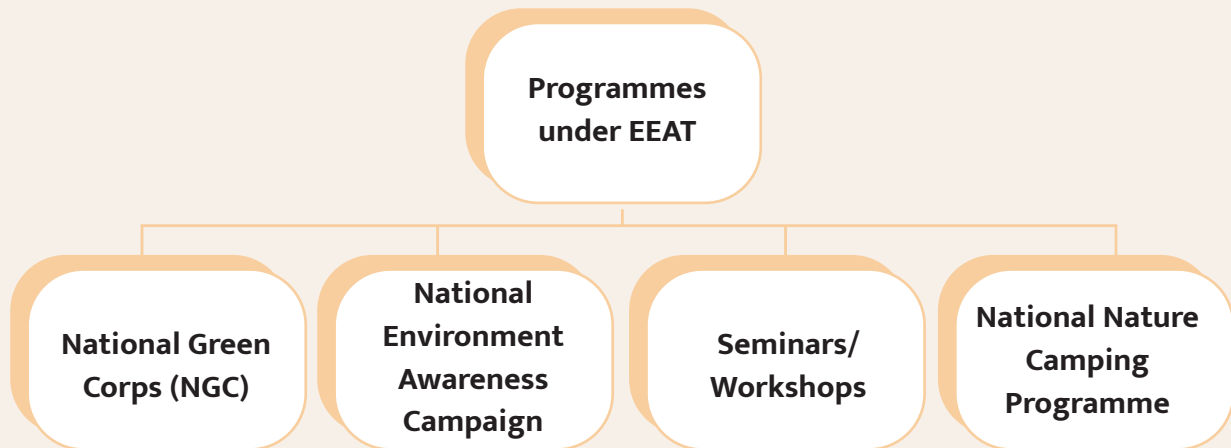 Programmes
under EEAT
National Green
Corps (NGC)
National
Environment
Awareness
Campaign
Seminars/
Workshops
National Nature
Camping
Programme